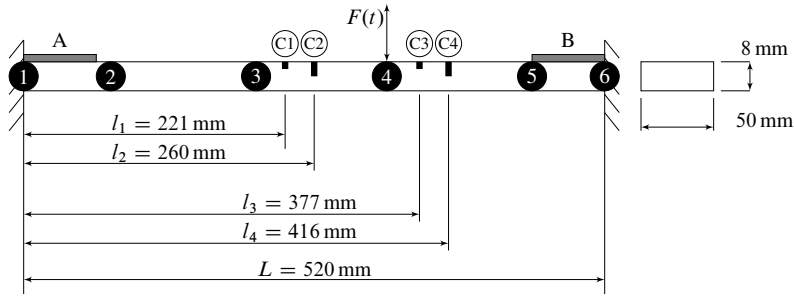 F(t)
A C1 C2 C3 C4 B
1 2 3 4 5 6 8 mm
50 mm
l₁ = 221 mm
l₂ = 260 mm
l₃ = 377 mm
l₄ = 416 mm
L = 520 mm